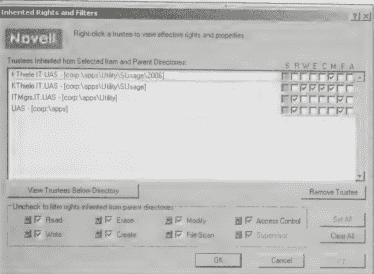 Inherited Rights and Filters
Novell
Right-click a trustee to view effective rights and properties
Trustees Inherited from Selected Item and Parent Directories:
S R W E C M F A
KThiele.IT.UAS - [corp:\apps\Utility\SUsage\2006]
KThiele.IT.UAS - [corp:\apps\Utility\SUsage]
ITMgrs.IT.UAS - [corp:\apps\Utility]
UAS - [corp:\apps]
View Trustees Below Directory
Remove Trustee
Uncheck to filter rights inherited from parent directories
Read Erase Modify Access Control
Set All
Write Create File Scan Supervisor
Clear All
OK Cancel